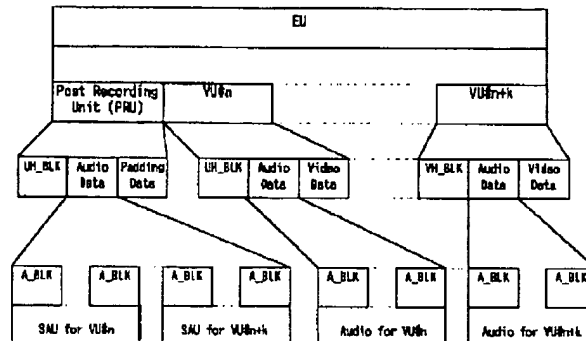 EU
Post Recording
Unit (PRU)
VU#n
VU#n+k
UH_BLK
Audio
Data
Padding
Data
UH_BLK
Audio
Data
Video
Data
VH_BLK
Audio
Data
Video
Data
A_BLK
A_BLK
A_BLK
A_BLK
A_BLK
A_BLK
A_BLK
A_BLK
SAU for VU#n
SAU for VU#n+k
Audio for VU#n
Audio for VU#n+k